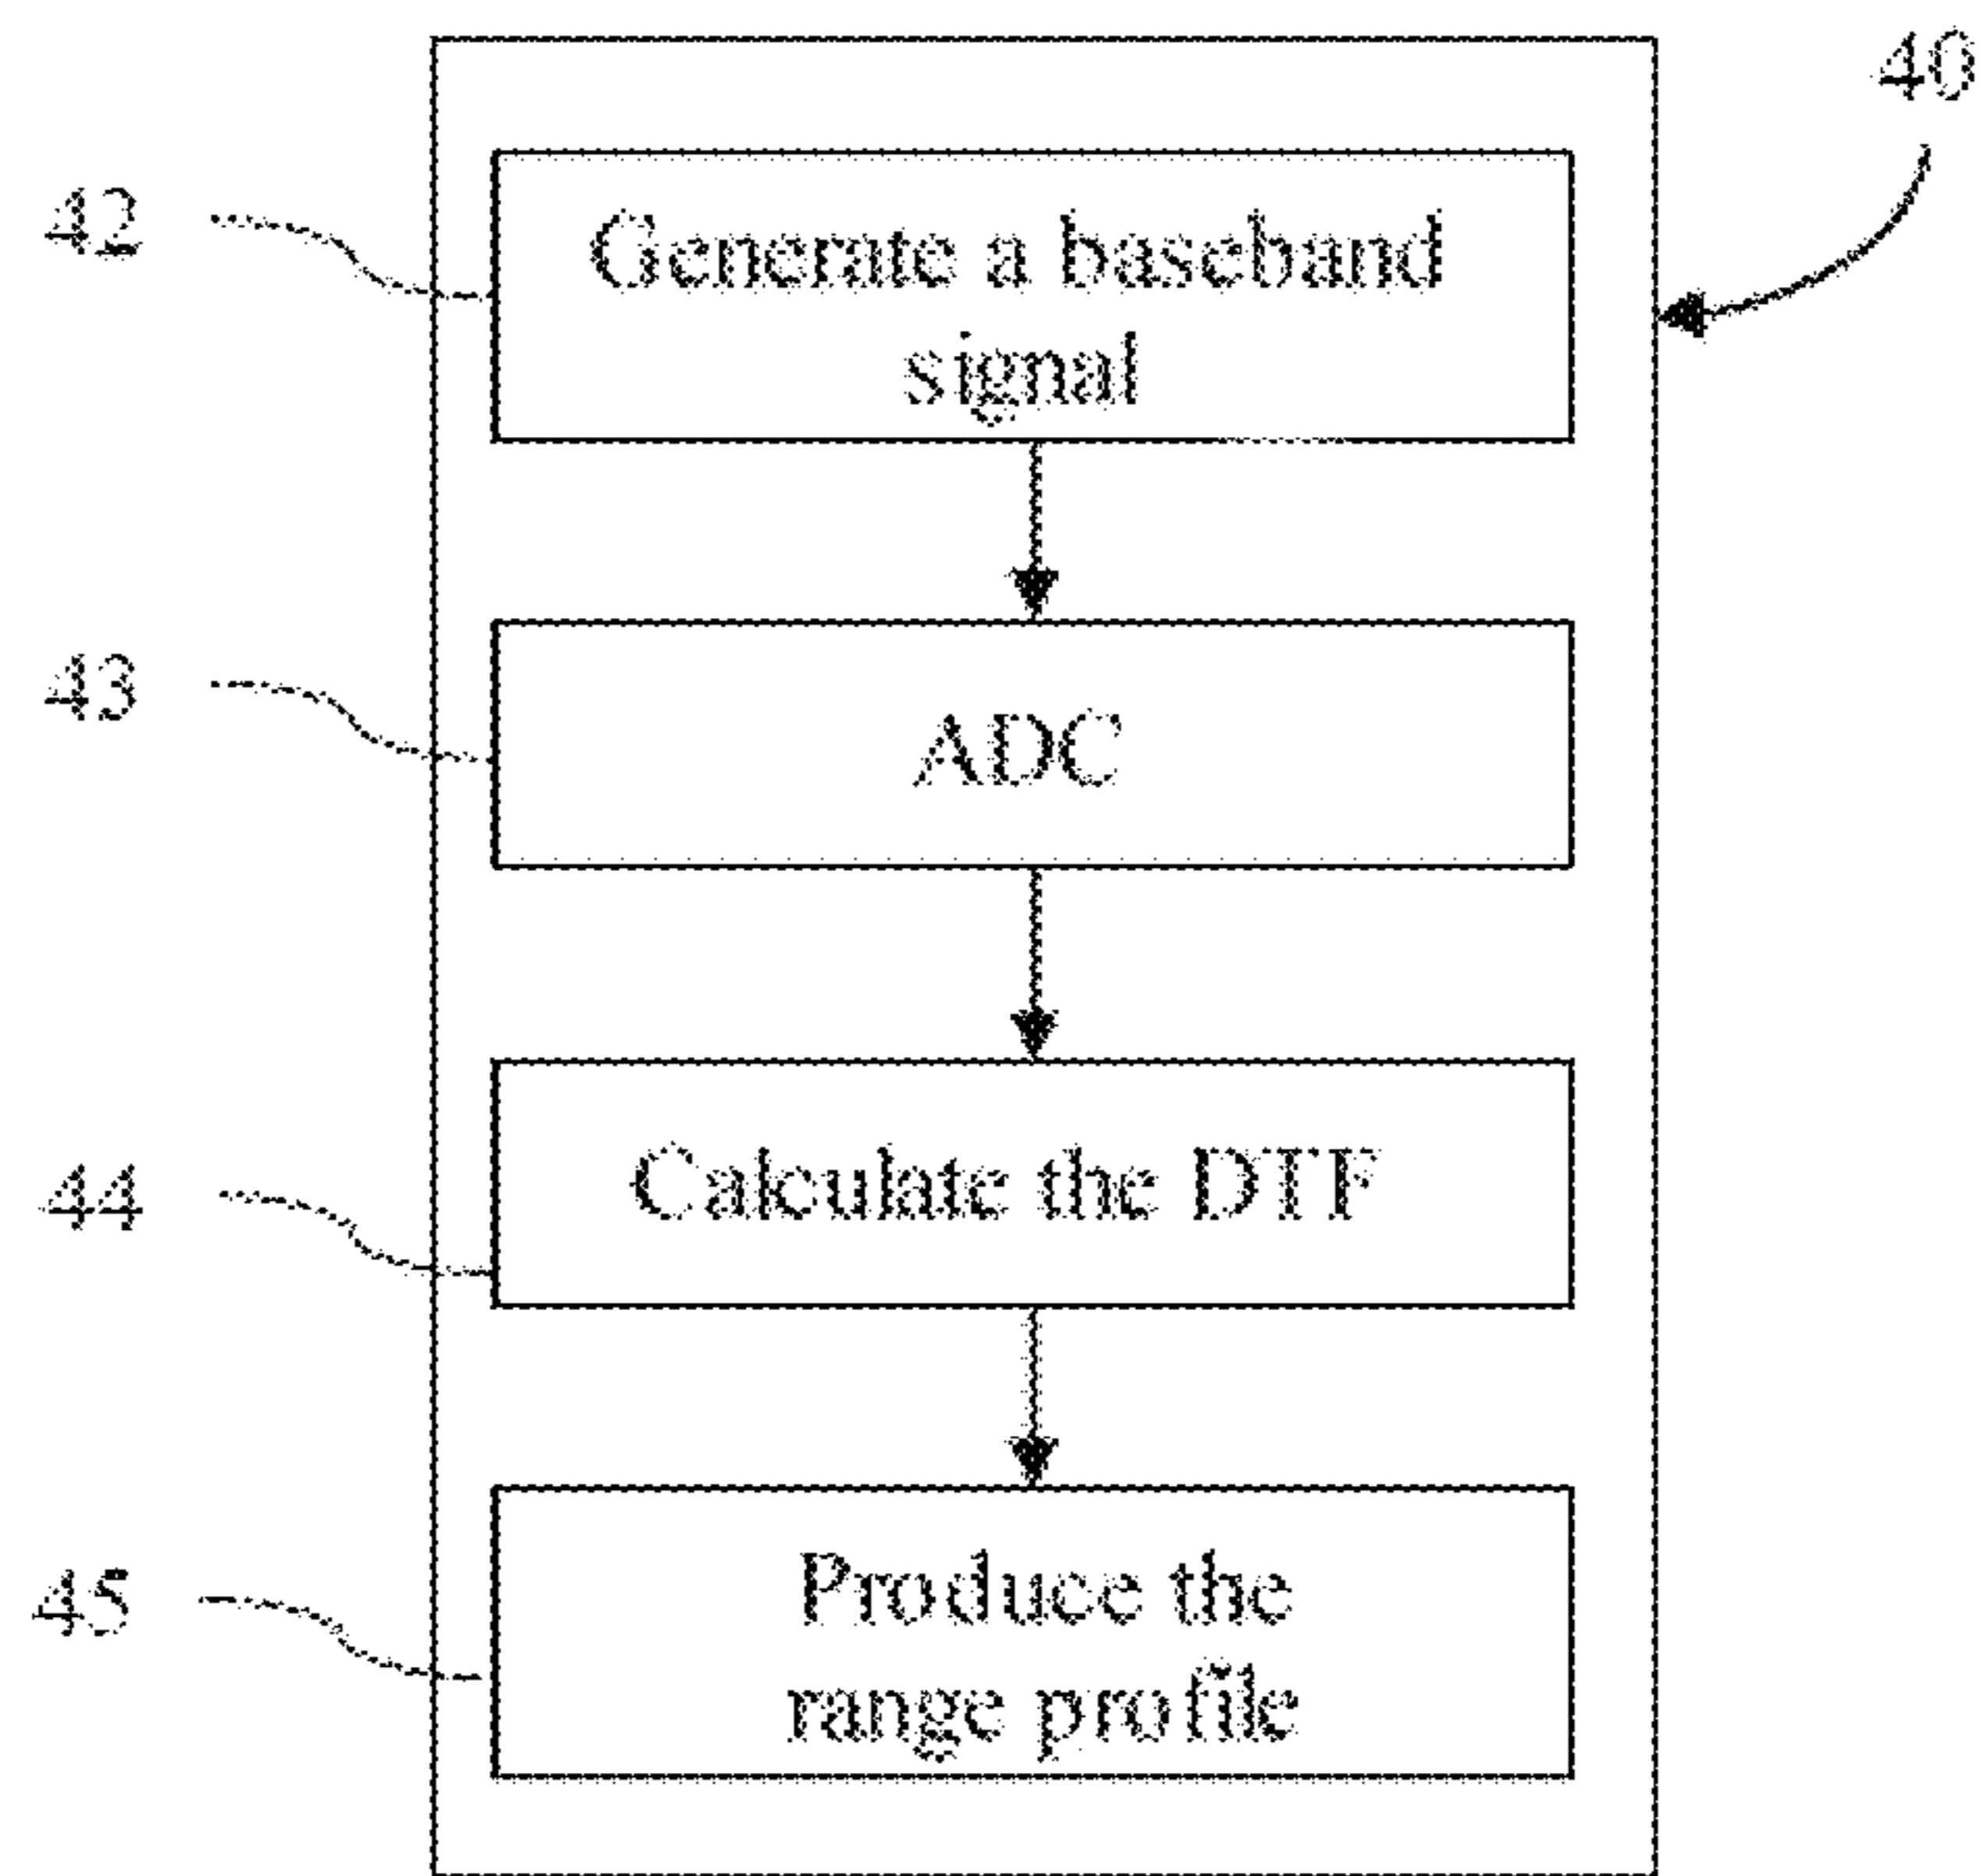 40
42
Generate a baseband
signal
43
ADC
44
Calculate the DTF
45
Produce the
range profile